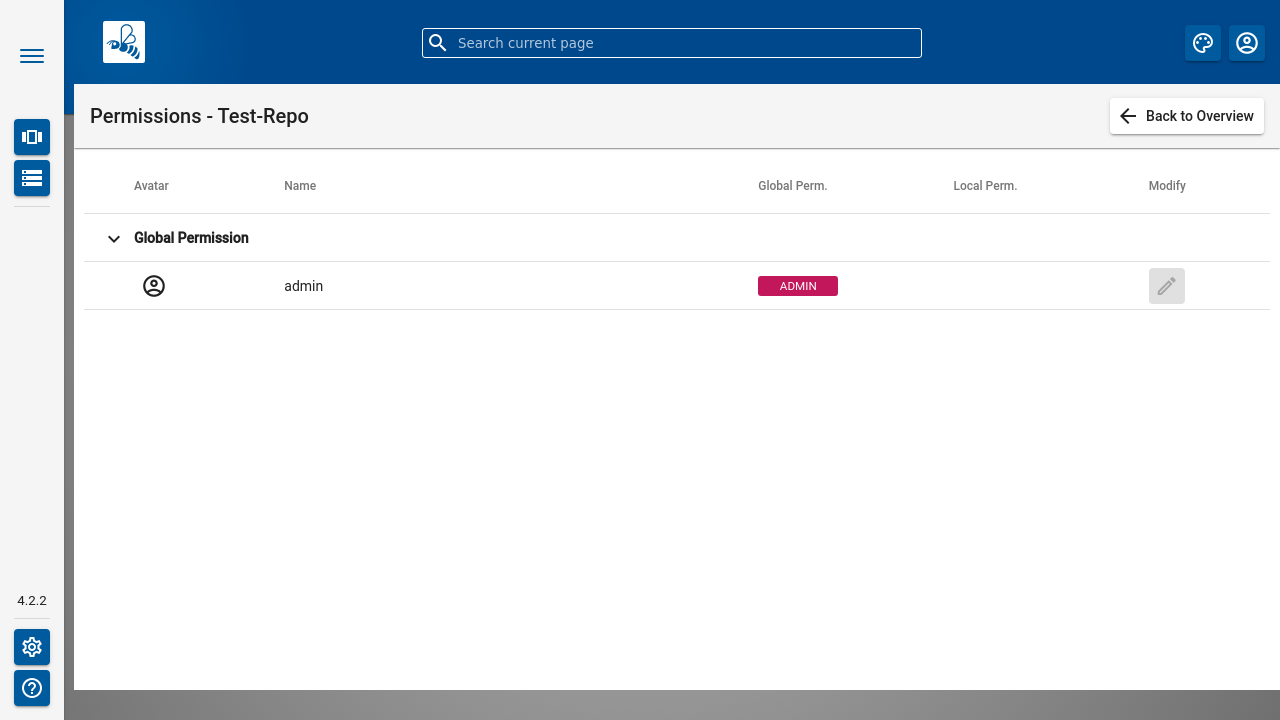 Search current page
Permissions - Test-Repo
Back to Overview
Avatar Name Global Perm. Local Perm. Modify
Global Permission
admin ADMIN
4.2.2